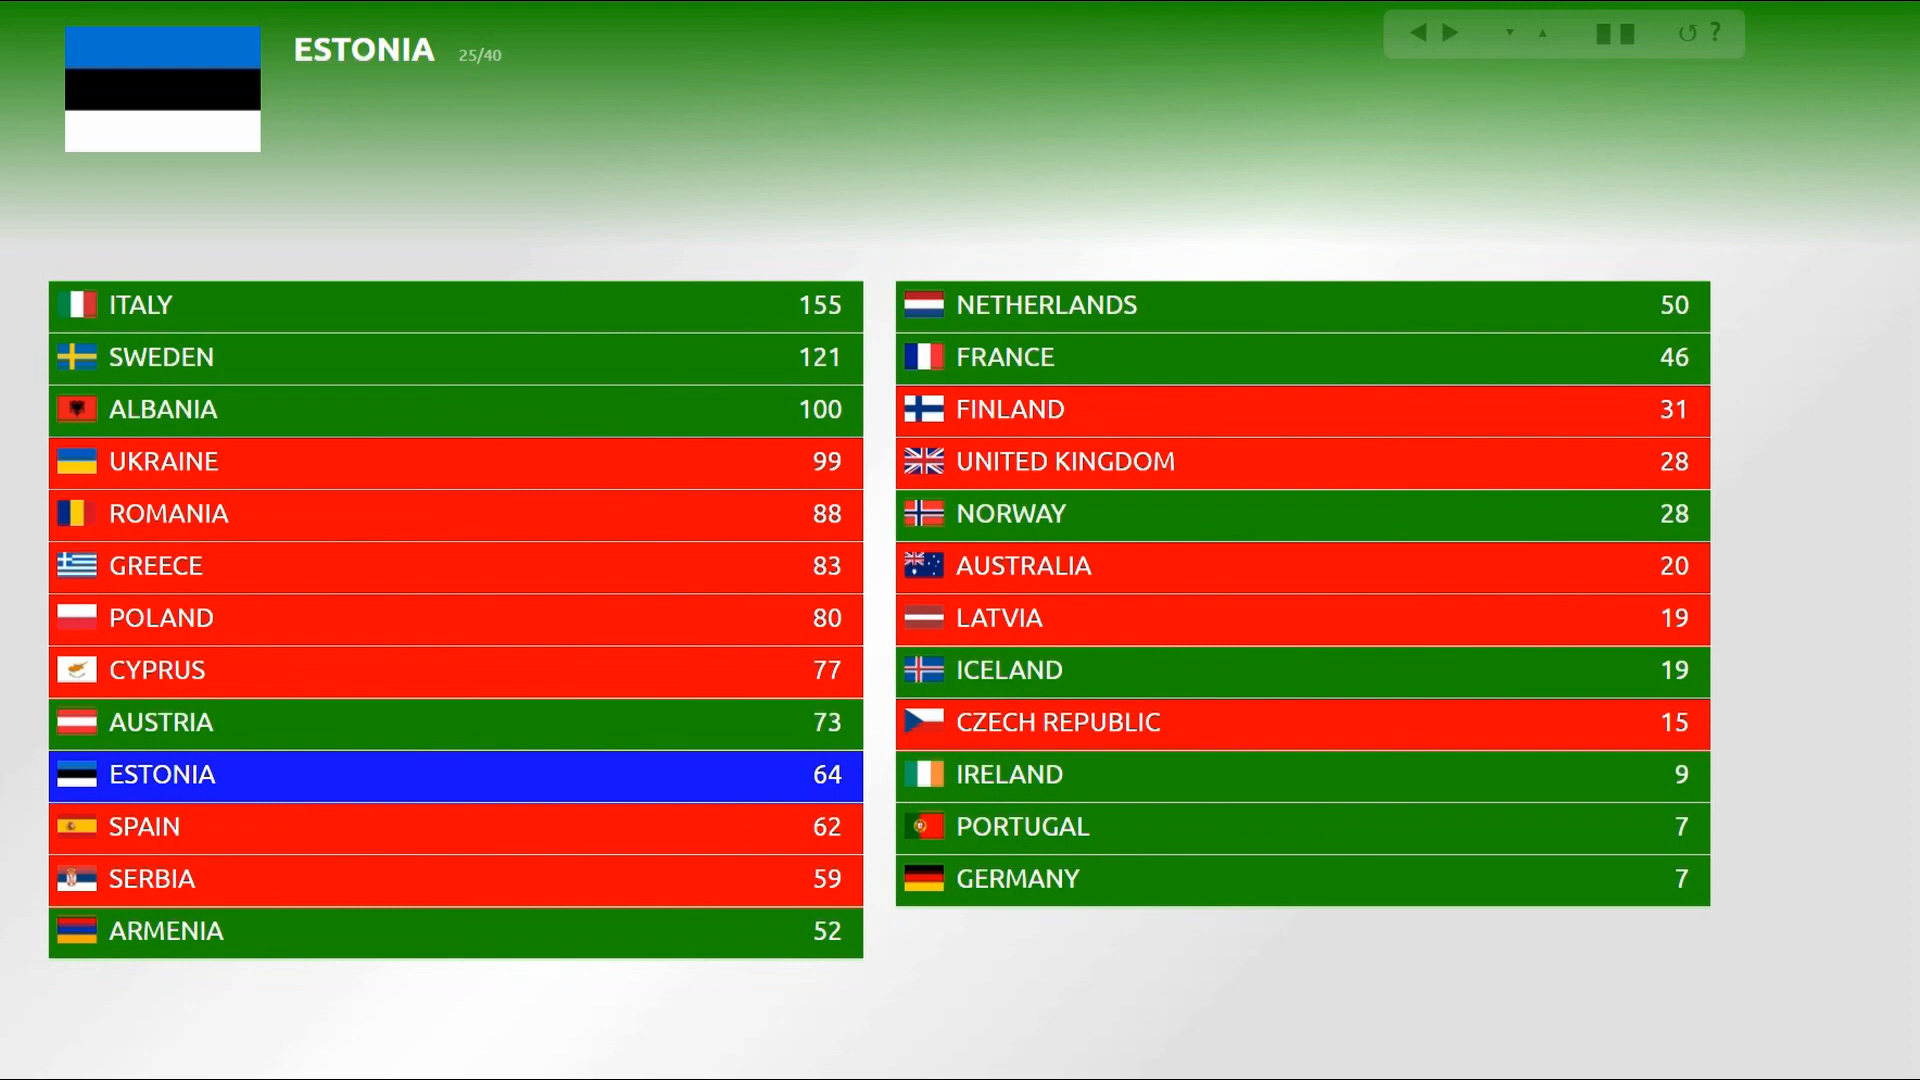 ESTONIA 25/40
?
ITALY 155
SWEDEN 121
ALBANIA 100
UKRAINE 99
ROMANIA 88
GREECE 83
POLAND 80
CYPRUS 77
AUSTRIA 73
ESTONIA 64
SPAIN 62
SERBIA 59
ARMENIA 52
NETHERLANDS 50
FRANCE 46
FINLAND 31
UNITED KINGDOM 28
NORWAY 28
AUSTRALIA 20
LATVIA 19
ICELAND 19
CZECH REPUBLIC 15
IRELAND 9
PORTUGAL 7
GERMANY 7